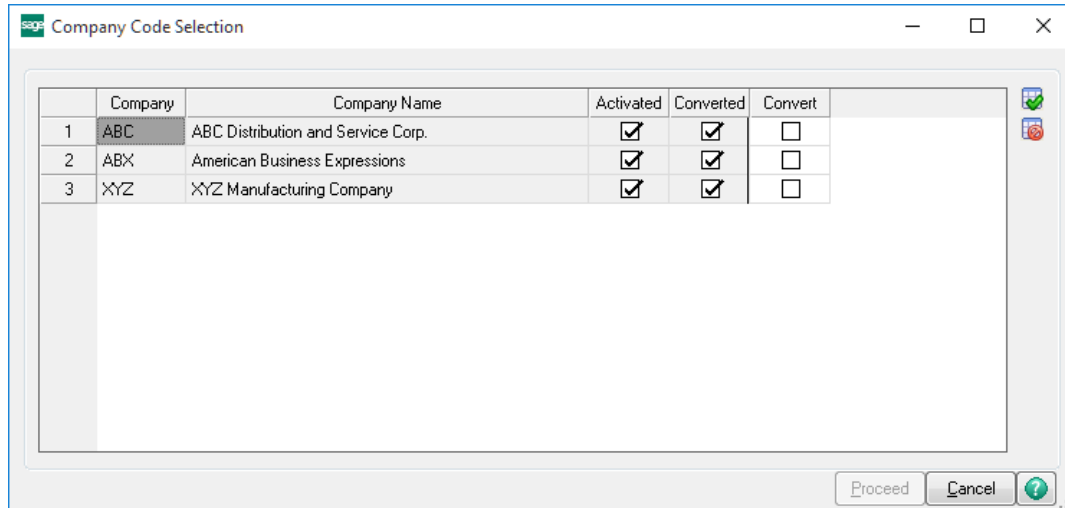 sage Company Code Selection
Company Company Name Activated Converted Convert
1 ABC ABC Distribution and Service Corp.
2 ABX American Business Expressions
3 XYZ XYZ Manufacturing Company
Proceed Cancel ?